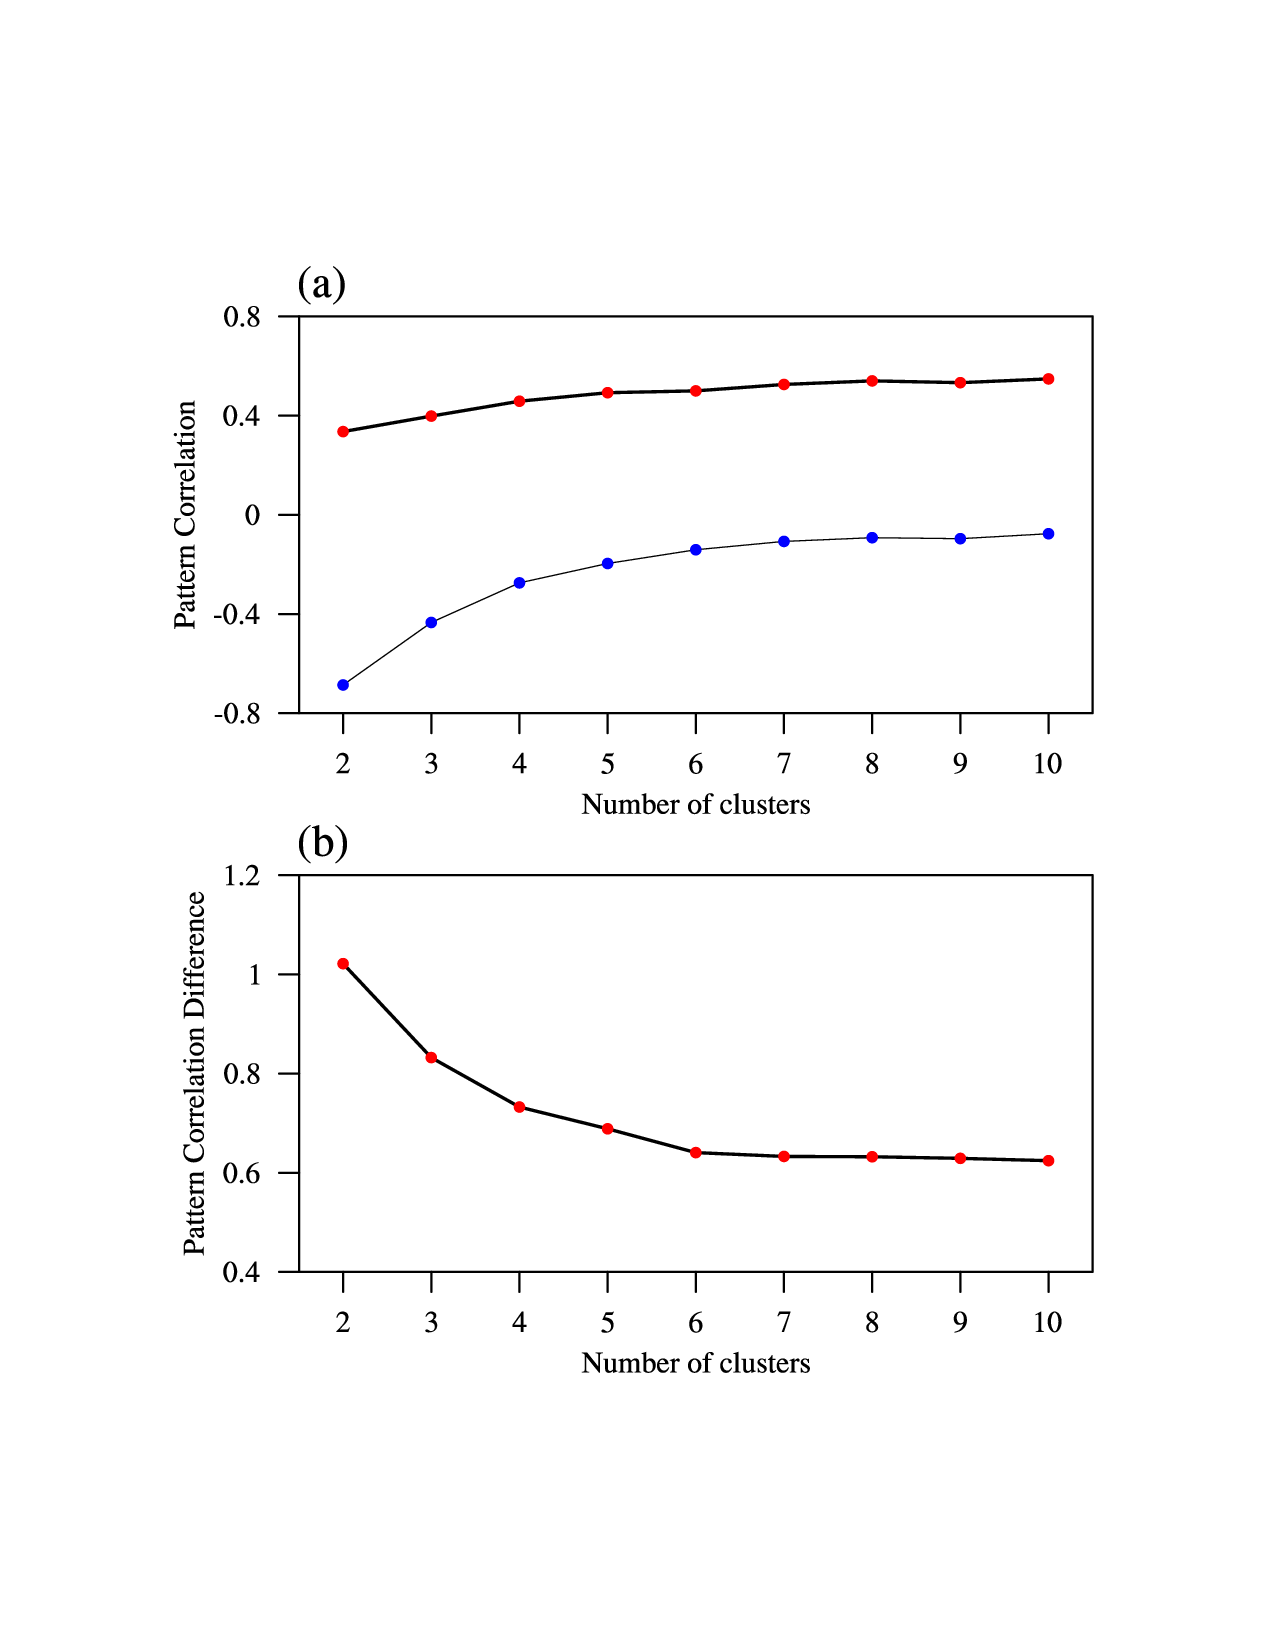 (a)
0.8
0.4
0
-0.4
-0.8
Pattern Correlation
2 3 4 5 6 7 8 9 10
Number of clusters
(b)
1.2
1
0.8
0.6
0.4
Pattern Correlation Difference
2 3 4 5 6 7 8 9 10
Number of clusters